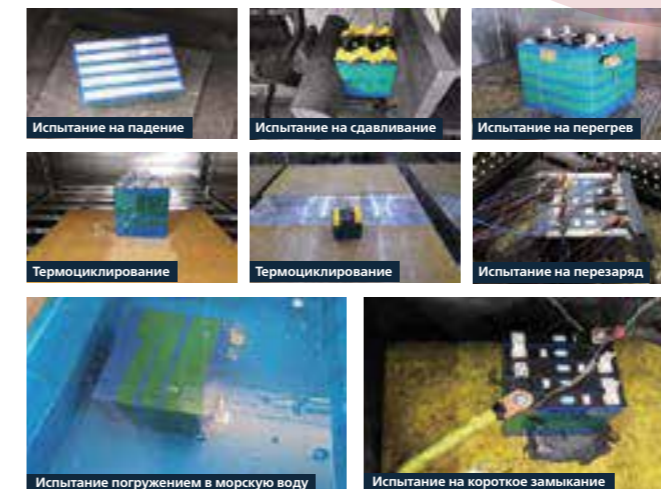 Испытание на падение
Испытание на сдавливание
Испытание на перегрев
Термоциклирование
Термоциклирование
Испытание на перезаряд
Испытание погружением в морскую воду
Испытание на короткое замыкание